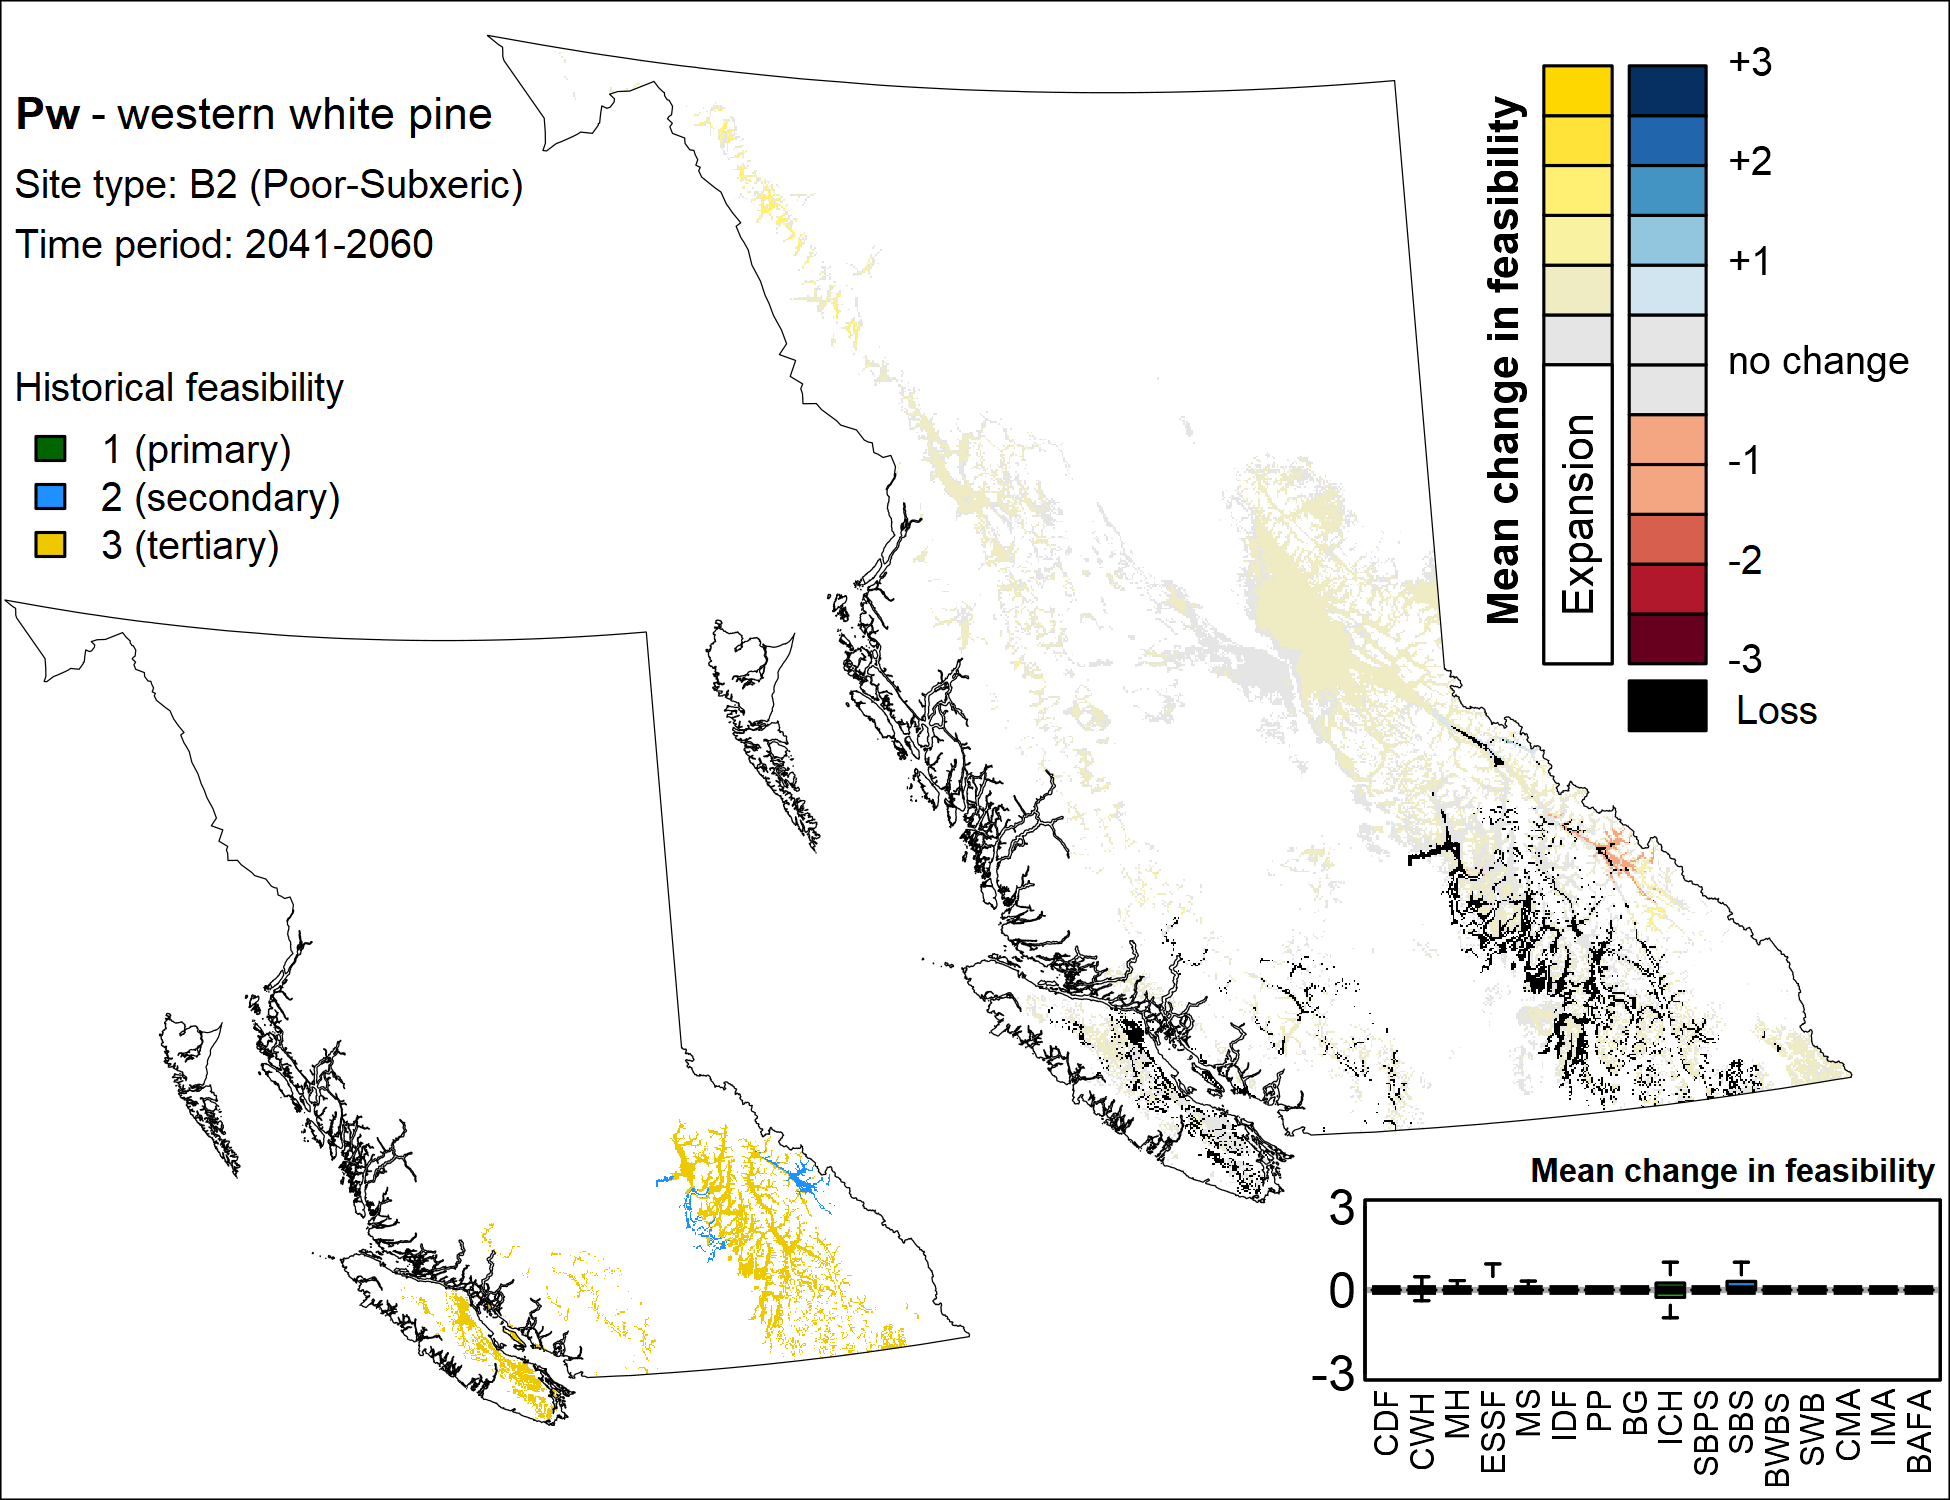 Pw - western white pine
Site type: B2 (Poor-Subxeric)
Time period: 2041-2060
Historical feasibility
1 (primary)
2 (secondary)
3 (tertiary)
Mean change in feasibility
Expansion
+3
+2
+1
no change
-1
-2
-3
Loss
Mean change in feasibility
3
0
-3
CDF
CWH
MH
ESSF
MS
IDF
PP
BG
ICH
SBPS
SBS
BWBS
SWB
CMA
IMA
BAFA